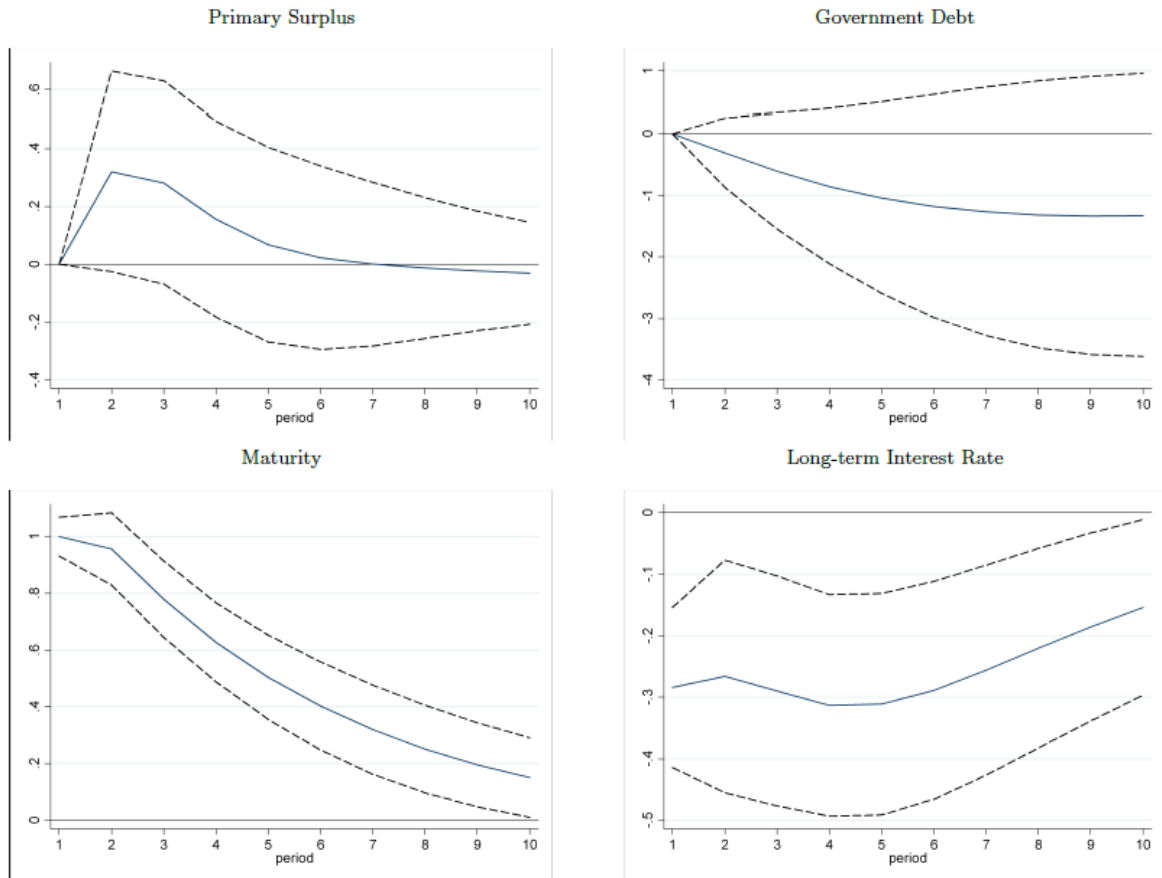 Primary Surplus
.6
.4
.2
0
-.2
-.4
1 2 3 4 5 6 7 8 9 10
period
Government Debt
1
0
-1
-2
-3
-4
1 2 3 4 5 6 7 8 9 10
period
Maturity
1
.8
.6
.4
.2
0
1 2 3 4 5 6 7 8 9 10
period
Long-term Interest Rate
0
-.1
-.2
-.3
-.4
-.5
1 2 3 4 5 6 7 8 9 10
period